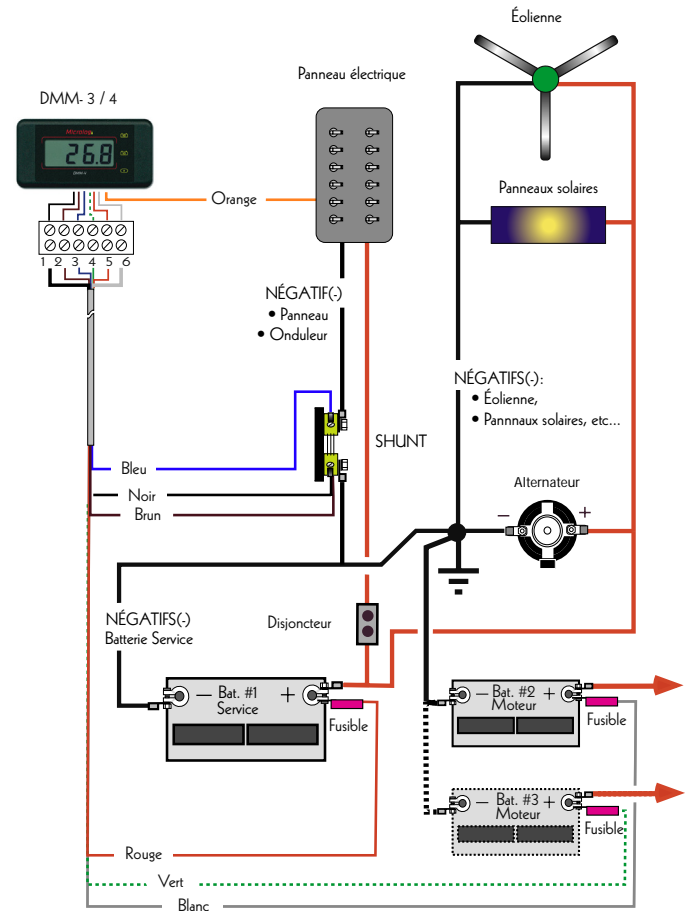 Éolienne
Panneau électrique
DMM- 3 / 4
26.8
Panneaux solaires
Orange
1 2 3 4 5 6
NÉGATIF(-)
• Panneau
• Onduleur
NÉGATIFS(-):
• Éolienne,
• Pannnaux solaires, etc...
SHUNT
Bleu
Alternateur
Noir
− +
Brun
NÉGATIFS(-)
Batterie Service
Disjoncteur
− Bat. #1 +
Service
Fusible
− Bat. #2 +
Moteur
Fusible
− Bat. #3 +
Moteur
Fusible
Rouge
Vert
Blanc